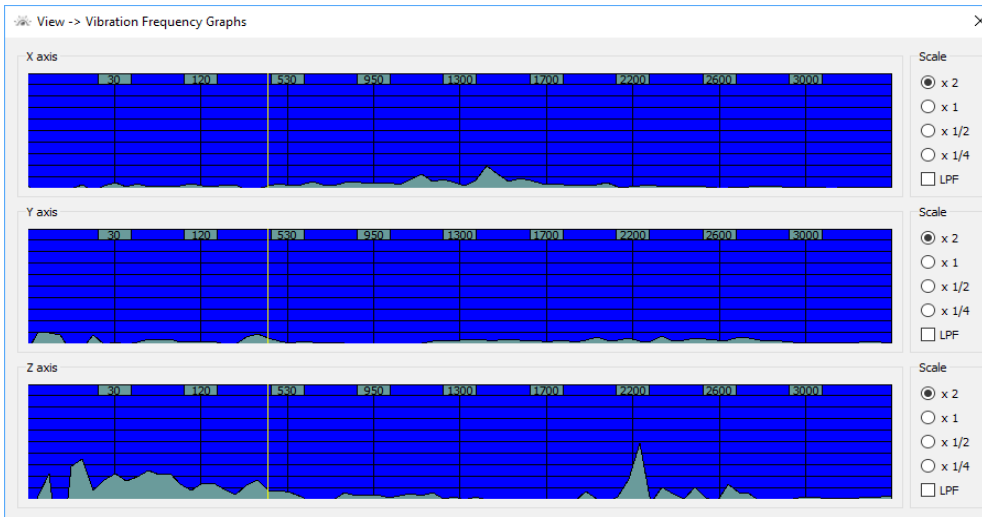 View -> Vibration Frequency Graphs
X axis
30 120 530 950 1300 1700 2200 2600 3000
Scale
x 2
x 1
x 1/2
x 1/4
LPF
Y axis
30 120 530 950 1300 1700 2200 2600 3000
Scale
x 2
x 1
x 1/2
x 1/4
LPF
Z axis
30 120 530 950 1300 1700 2200 2600 3000
Scale
x 2
x 1
x 1/2
x 1/4
LPF